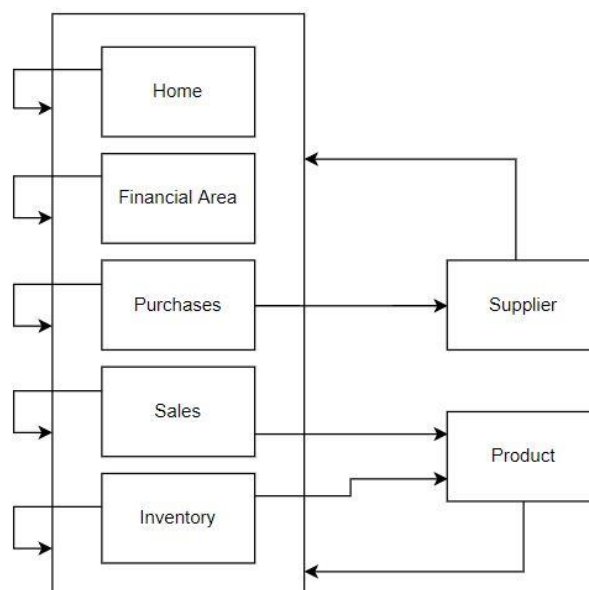 Home
Financial Area
Purchases
Supplier
Sales
Product
Inventory